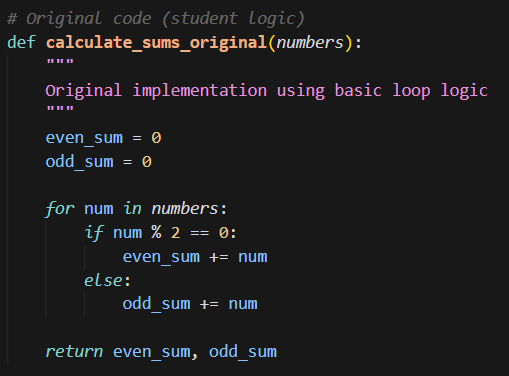 # Original code (student logic)
def calculate_sums_original(numbers):
    """
    Original implementation using basic loop logic
    """
    even_sum = 0
    odd_sum = 0

    for num in numbers:
        if num % 2 == 0:
            even_sum += num
        else:
            odd_sum += num

    return even_sum, odd_sum